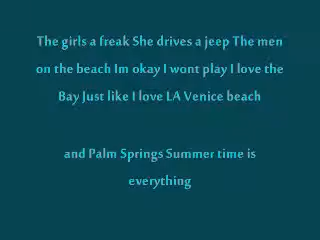 The girls a freak She drives a jeep The men
on the beach Im okay I wont play I love the
Bay Just like I love LA Venice beach
and Palm Springs Summer time is
everything